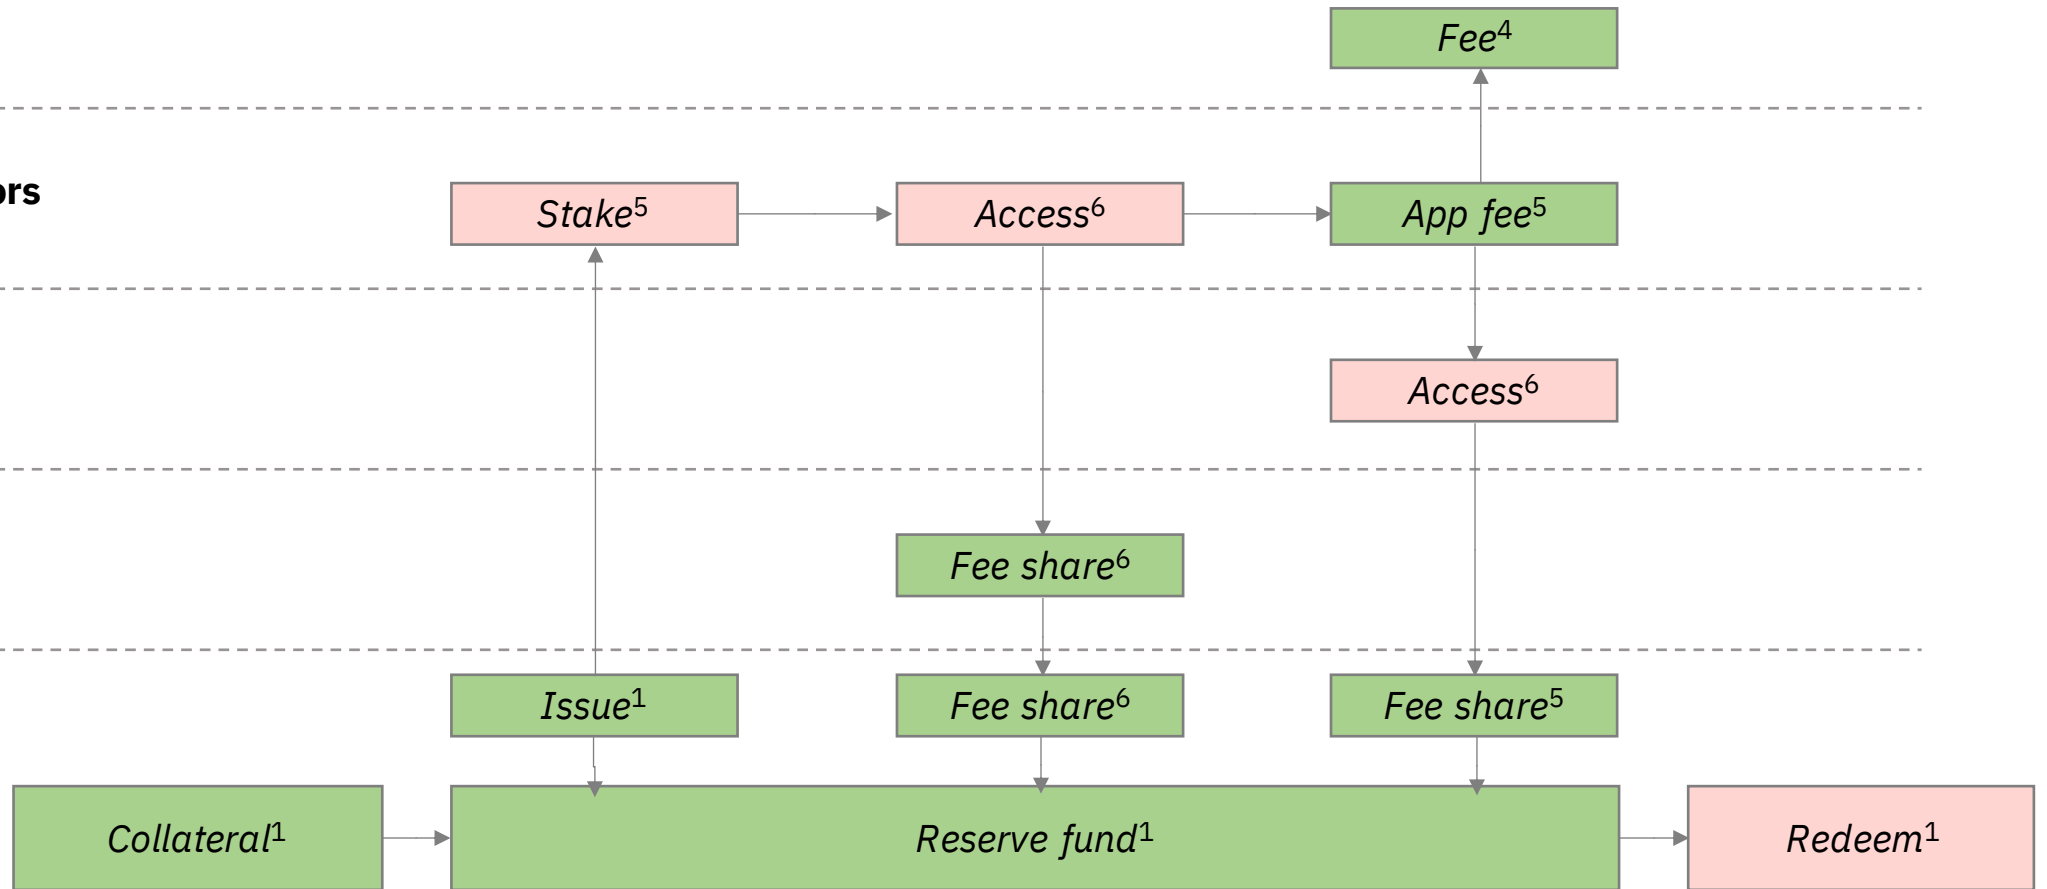 Fee⁴
ors
Stake⁵
Access⁶
App fee⁵
Access⁶
Fee share⁶
Issue¹
Fee share⁶
Fee share⁵
Collateral¹
Reserve fund¹
Redeem¹